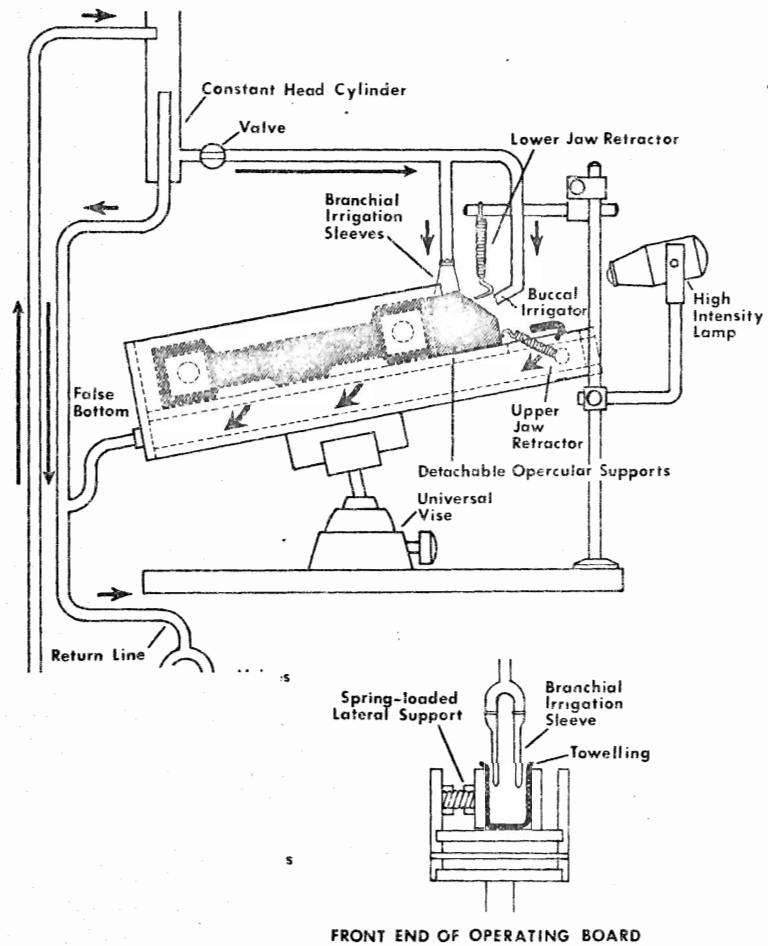 Constant Head Cylinder
Valve
Lower Jaw Retractor
Branchial
Irrigation
Sleeves
Buccal
Irrigator
High
Intensity
Lamp
False
Bottom
Upper
Jaw
Retractor
Detachable Opercular Supports
Universal
Vise
Return Line
s
Spring-loaded
Lateral Support
Branchial
Irrigation
Sleeve
Towelling
s
FRONT END OF OPERATING BOARD